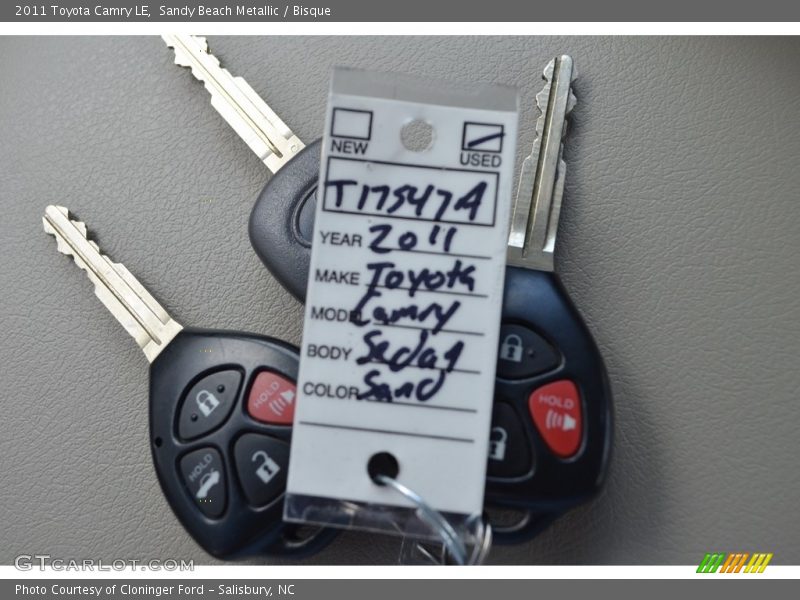 2011 Toyota Camry LE, Sandy Beach Metallic / Bisque
NEW
USED
T17547A
YEAR 2011
MAKE Toyota
MODEL Camry
BODY Sedan
COLOR Sand
HOLD
HOLD
HOLD
GTcarlot.com
Photo Courtesy of Cloninger Ford - Salisbury, NC